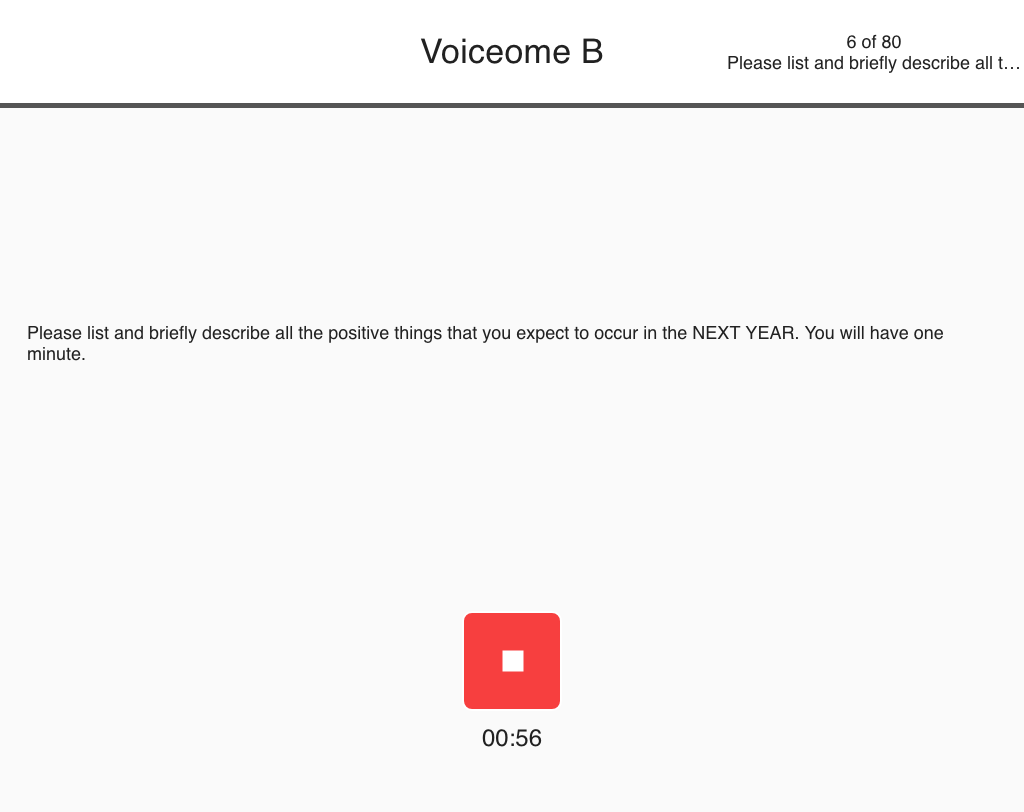 Voiceome B
6 of 80
Please list and briefly describe all t…
Please list and briefly describe all the positive things that you expect to occur in the NEXT YEAR. You will have one
minute.
00:56